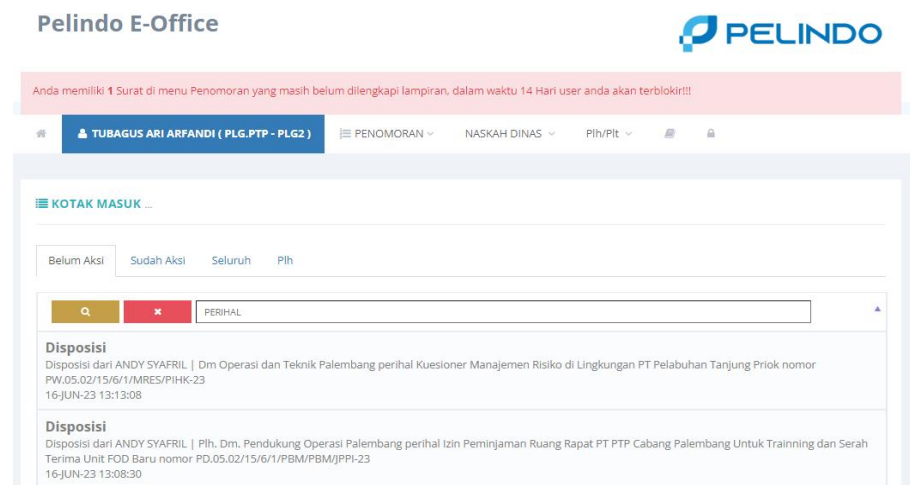 Pelindo E-Office
PELINDO
Anda memiliki 1 Surat di menu Penomoran yang masih belum dilengkapi lampiran, dalam waktu 14 Hari user anda akan terblokir!!!
TUBAGUS ARI ARFANDI ( PLG.PTP - PLG2 ) PENOMORAN NASKAH DINAS Plh/Plt
KOTAK MASUK ...
Belum Aksi Sudah Aksi Seluruh Plh
PERIHAL
Disposisi
Disposisi dari ANDY SYAFRIL | Dm Operasi dan Teknik Palembang perihal Kuesioner Manajemen Risiko di Lingkungan PT Pelabuhan Tanjung Priok nomor
PW.05.02/15/6/1/MRES/PIHK-23
16-JUN-23 13:13:08
Disposisi
Disposisi dari ANDY SYAFRIL | Plh. Dm. Pendukung Operasi Palembang perihal Izin Peminjaman Ruang Rapat PT PTP Cabang Palembang Untuk Trainning dan Serah
Terima Unit FOD Baru nomor PD.05.02/15/6/1/PBM/PBM/JPPI-23
16-JUN-23 13:08:30